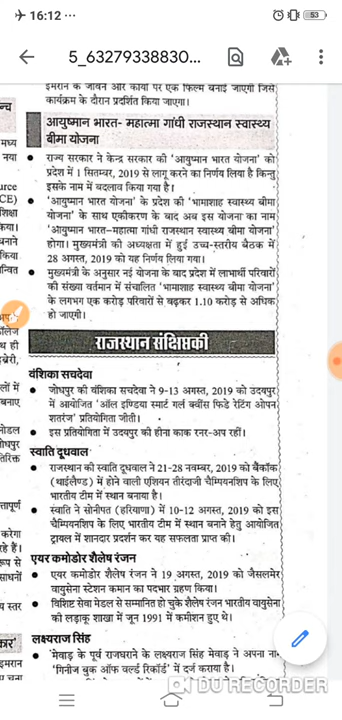 16:12
53
5_63279338830...
इमरान के जीवन और कार्यों पर एक फिल्म बनाई जाएगी जिसे
कार्यक्रम के दौरान प्रदर्शित किया जाएगा।
आयुष्मान भारत- महात्मा गांधी राजस्थान स्वास्थ्य
बीमा योजना
राज्य सरकार ने केन्द्र सरकार की 'आयुष्मान भारत योजना' को
प्रदेश में 1 सितम्बर, 2019 से लागू करने का निर्णय लिया है किन्तु
इसके नाम में बदलाव किया गया है।
'आयुष्मान भारत योजना' के प्रदेश की 'भामाशाह स्वास्थ्य बीमा
योजना' के साथ एकीकरण के बाद अब इस योजना का नाम
'आयुष्मान भारत–महात्मा गांधी राजस्थान स्वास्थ्य बीमा योजना'
होगा। मुख्यमंत्री की अध्यक्षता में हुई उच्च-स्तरीय बैठक में
28 अगस्त, 2019 को यह निर्णय लिया गया।
मुख्यमंत्री के अनुसार नई योजना के बाद प्रदेश में लाभार्थी परिवारों
की संख्या वर्तमान में संचालित 'भामाशाह स्वास्थ्य बीमा योजना'
के लगभग एक करोड़ परिवारों से बढ़कर 1.10 करोड़ से अधिक
हो जाएगी।
राजस्थान संक्षिप्तकी
वंशिका सचदेवा
जोधपुर की वंशिका सचदेवा ने 9-13 अगस्त, 2019 को उदयपुर
में आयोजित 'ऑल इण्डिया स्मार्ट गर्ल क्वींस फिडे रेटिंग ओपन
शतरंज' प्रतियोगिता जीती।
इस प्रतियोगिता में उदयपुर की होना काक रनर-अप रहीं।
स्वाति दूधवाल
राजस्थान की स्वाति दूधवाल ने 21-28 नवम्बर, 2019 को बैंकॉक
(थाईलैण्ड) में होने वाली एशियन तीरंदाजी चैम्पियनशिप के लिए
भारतीय टीम में स्थान बनाया है।
स्वाति ने सोनीपत (हरियाणा) में 10-12 अगस्त, 2019 को इस
चैम्पियनशिप के लिए भारतीय टीम में स्थान बनाने हेतु आयोजित
ट्रायल में शानदार प्रदर्शन कर यह सफलता प्राप्त की।
एयर कमोडोर शैलेष रंजन
एयर कमोडोर शैलेष रंजन ने 19 अगस्त, 2019 को जैसलमेर
वायुसेना स्टेशन कमान का पदभार ग्रहण किया।
विशिष्ट सेवा मेडल से सम्मानित हो चुके शैलेष रंजन भारतीय वायुसेना
की लड़ाकू शाखा में जून 1991 में कमीशन हुए थे।
लक्ष्यराज सिंह
'मेवाड़ के पूर्व राजघराने के लक्ष्यराज सिंह मेवाड़ ने अपना नाम
'गिनीज बुक ऑफ वर्ल्ड रिकॉर्ड' में दर्ज कराया है।
DU RECORDER